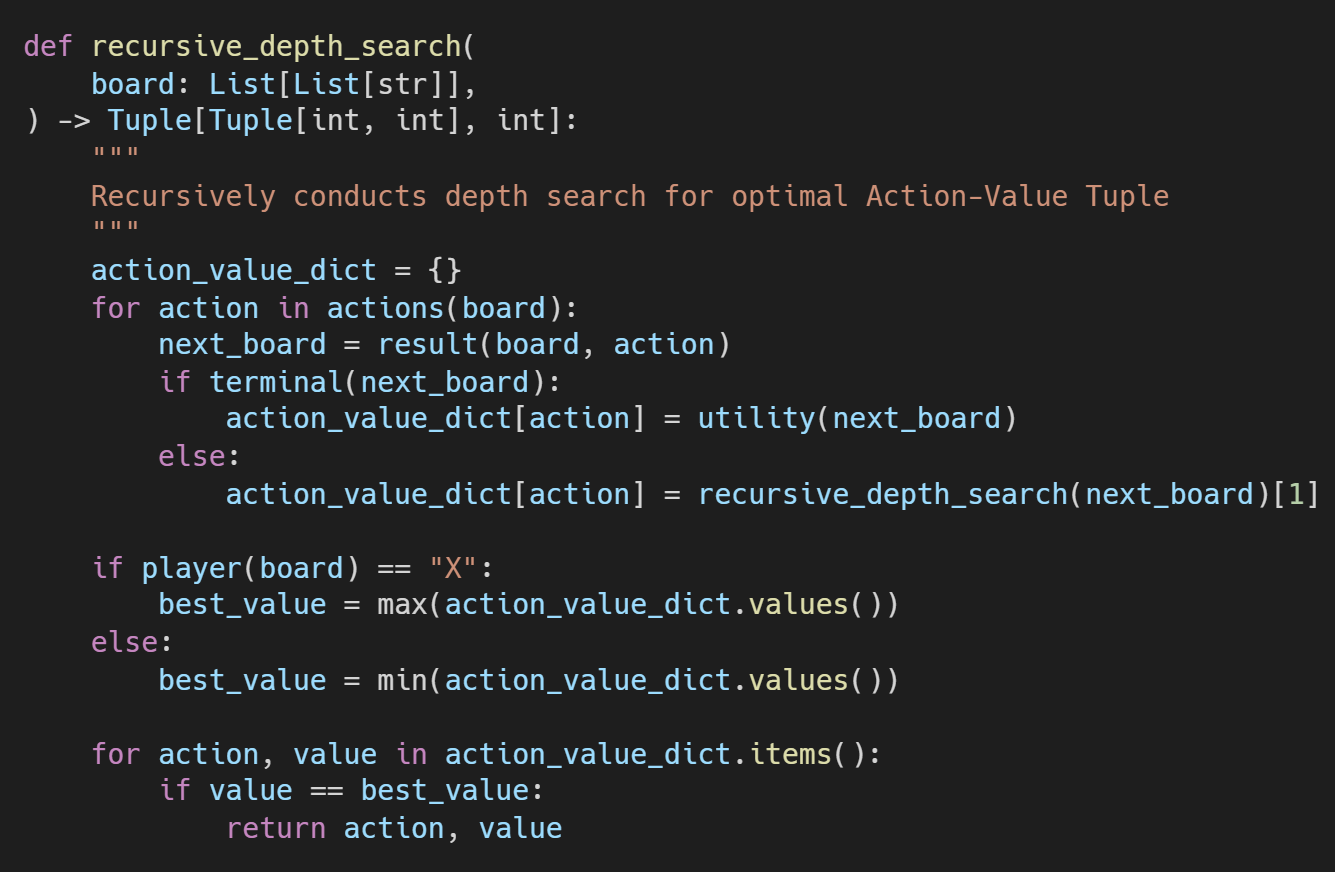 def recursive_depth_search(
    board: List[List[str]],
) -> Tuple[Tuple[int, int], int]:
    """
    Recursively conducts depth search for optimal Action-Value Tuple
    """
    action_value_dict = {}
    for action in actions(board):
        next_board = result(board, action)
        if terminal(next_board):
            action_value_dict[action] = utility(next_board)
        else:
            action_value_dict[action] = recursive_depth_search(next_board)[1]

    if player(board) == "X":
        best_value = max(action_value_dict.values())
    else:
        best_value = min(action_value_dict.values())

    for action, value in action_value_dict.items():
        if value == best_value:
            return action, value